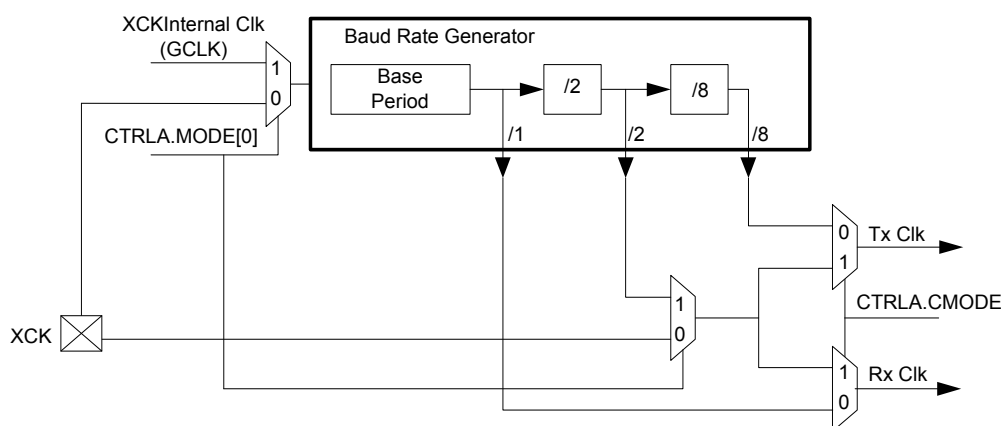 XCKInternal Clk
(GCLK)
Baud Rate Generator
1
0
Base
Period
/2
/8
CTRLA.MODE[0]
/1
/2
/8
0
1
Tx Clk
1
0
CTRLA.CMODE
XCK
1
0
Rx Clk